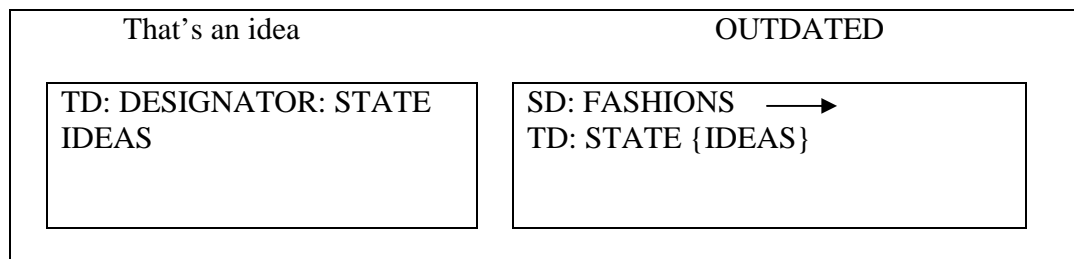 That's an idea OUTDATED
TD: DESIGNATOR: STATE
IDEAS
SD: FASHIONS
TD: STATE {IDEAS}